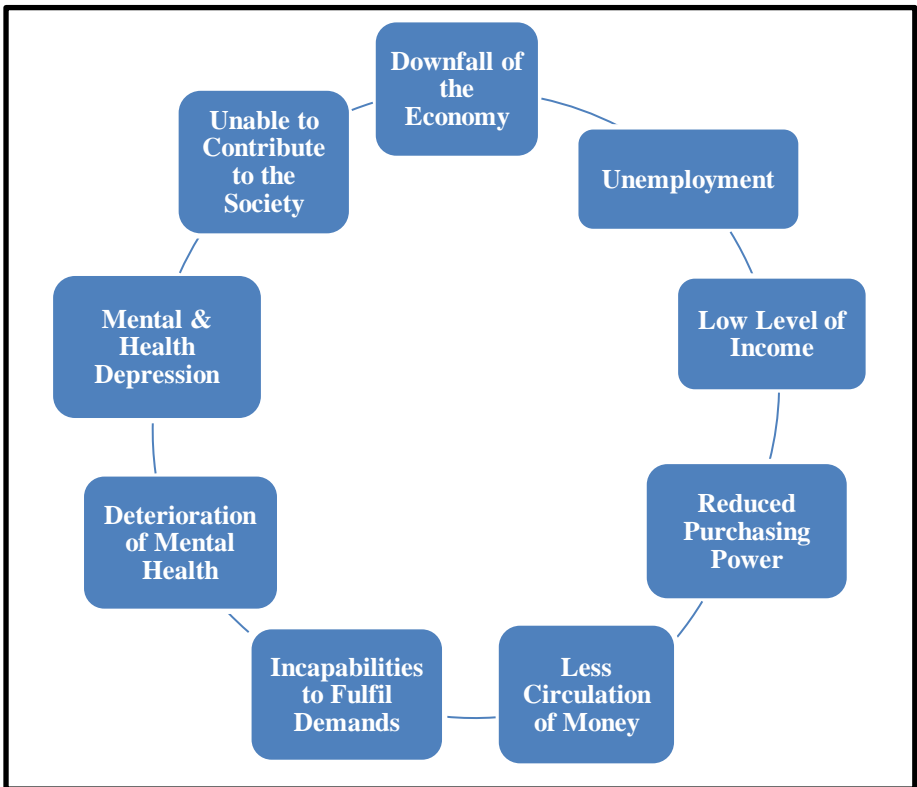 Downfall of
the
Economy
Unemployment
Low Level of
Income
Reduced
Purchasing
Power
Less
Circulation
of Money
Incapabilities
to Fulfil
Demands
Deterioration
of Mental
Health
Mental &
Health
Depression
Unable to
Contribute
to the
Society